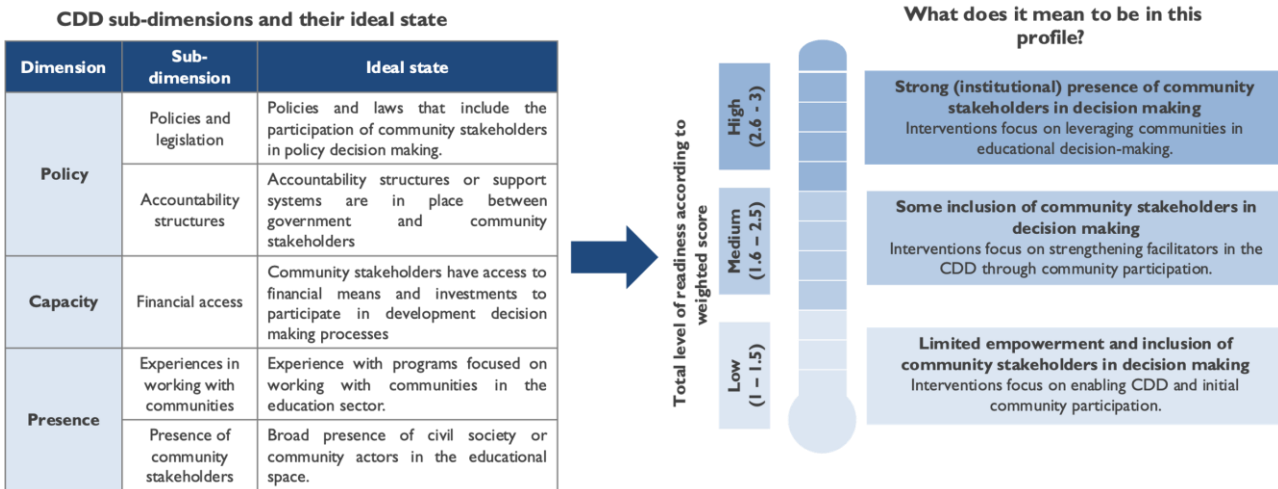 CDD sub-dimensions and their ideal state
Dimension
Sub-
dimension
Ideal state
Policy
Policies and
legislation
Policies and laws that include the
participation of community stakeholders
in policy decision making.
Accountability
structures
Accountability structures or support
systems are in place between
government and community
stakeholders
Capacity
Financial access
Community stakeholders have access to
financial means and investments to
participate in development decision
making processes
Presence
Experiences in
working with
communities
Experience with programs focused on
working with communities in the
education sector.
Presence of
community
stakeholders
Broad presence of civil society or
community actors in the educational
space.
Total level of readiness according to
weighted score
High
(2.6 - 3)
Medium
(1.6 – 2.5)
Low
(1 – 1.5)
What does it mean to be in this
profile?
Strong (institutional) presence of community
stakeholders in decision making
Interventions focus on leveraging communities in
educational decision-making.
Some inclusion of community stakeholders in
decision making
Interventions focus on strengthening facilitators in the
CDD through community participation.
Limited empowerment and inclusion of
community stakeholders in decision making
Interventions focus on enabling CDD and initial
community participation.